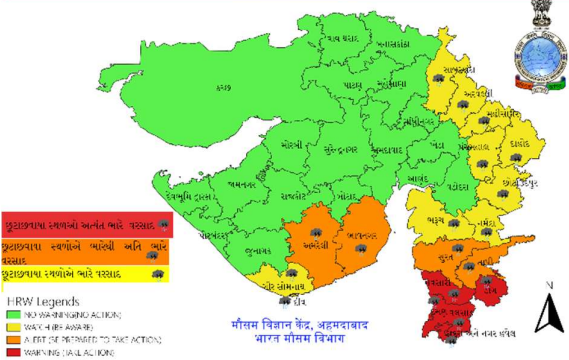 વાવ થરાદ
બનાસકાંઠા
સાબરકાંઠા
કચ્છ
પાટણ
મહેસાણા
અરવલ્લી
ગાંધીનગર
મહીસાગર
મોરબી
સુરેન્દ્રનગર
અમદાવાદ
ખેડા
પંચમહાલ
દાહોદ
આણંદ
જામનગર
દેવભૂમિ દ્વારકા
રાજકોટ
બોટાદ
વડોદરા
છોટા ઉદેપુર
પોરબંદર
જુનાગઢ
અમરેલી
ભાવનગર
ભરૂચ
નર્મદા
ગીર સોમનાથ
દીવ
સુરત
તાપી
નવસારી
ડાંગ
વલસાડ
દાદરા અને નગર હવેલી
છુટાછવાયા સ્થળોએ અત્યંત ભારે વરસાદ
છુટાછવાયા સ્થળોએ ભારેથી અતિ ભારે
વરસાદ
છુટાછવાયા સ્થળોએ ભારે વરસાદ
HRW Legends
NO WARNING(NO ACTION)
WATCH (BE AWARE)
ALERT (BE PREPARED TO TAKE ACTION)
WARNING (TAKE ACTION)
मौसम विज्ञान केंद्र, अहमदाबाद
भारत मौसम विभाग
N